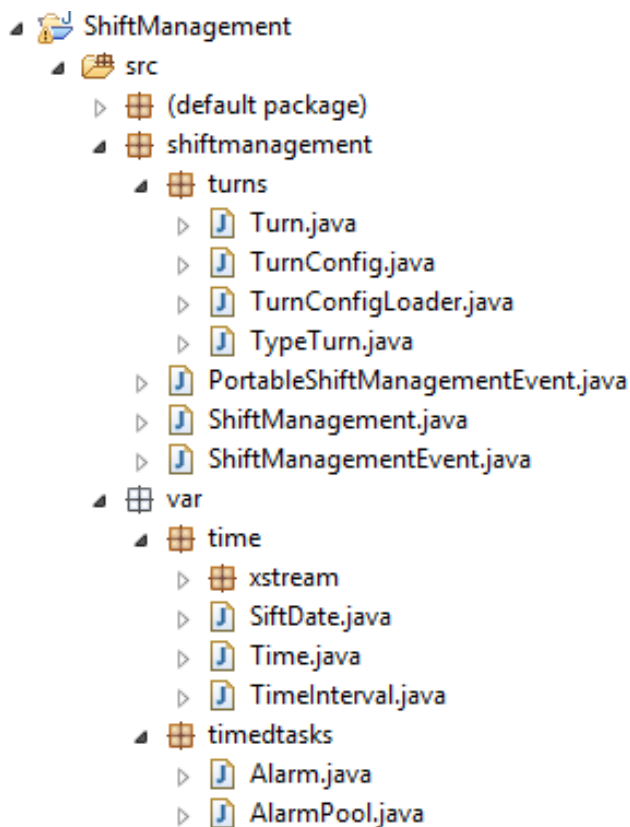 ShiftManagement
src
(default package)
shiftmanagement
turns
Turn.java
TurnConfig.java
TurnConfigLoader.java
TypeTurn.java
PortableShiftManagementEvent.java
ShiftManagement.java
ShiftManagementEvent.java
var
time
xstream
SiftDate.java
Time.java
TimeInterval.java
timedtasks
Alarm.java
AlarmPool.java